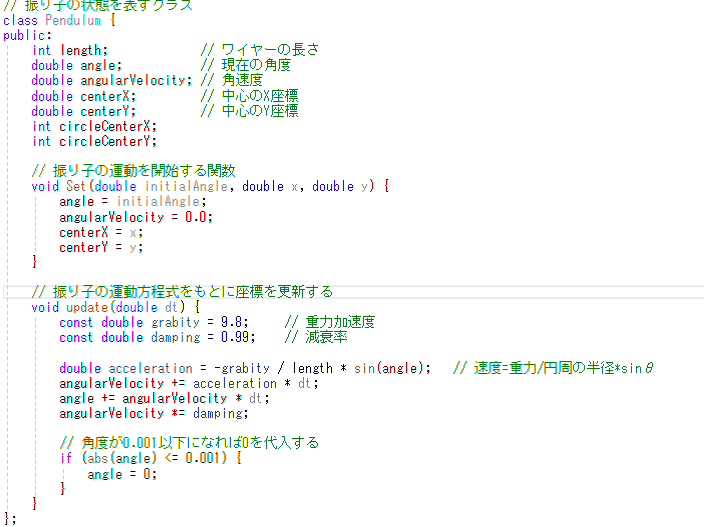 // 振り子の状態を表すクラス
class Pendulum {
public:
    int length;             // ワイヤーの長さ
    double angle;           // 現在の角度
    double angularVelocity; // 角速度
    double centerX;         // 中心のX座標
    double centerY;         // 中心のY座標
    int circleCenterX;
    int circleCenterY;

    // 振り子の運動を開始する関数
    void Set(double initialAngle, double x, double y) {
        angle = initialAngle;
        angularVelocity = 0.0;
        centerX = x;
        centerY = y;
    }

    // 振り子の運動方程式をもとに座標を更新する
    void update(double dt) {
        const double grabity = 9.8;     // 重力加速度
        const double damping = 0.99;    // 減衰率

        double acceleration = -grabity / length * sin(angle);   // 速度=重力/円周の半径*sinθ
        angularVelocity += acceleration * dt;
        angle += angularVelocity * dt;
        angularVelocity *= damping;

        // 角度が0.001以下になれば0を代入する
        if (abs(angle) <= 0.001) {
            angle = 0;
        }
    }
};